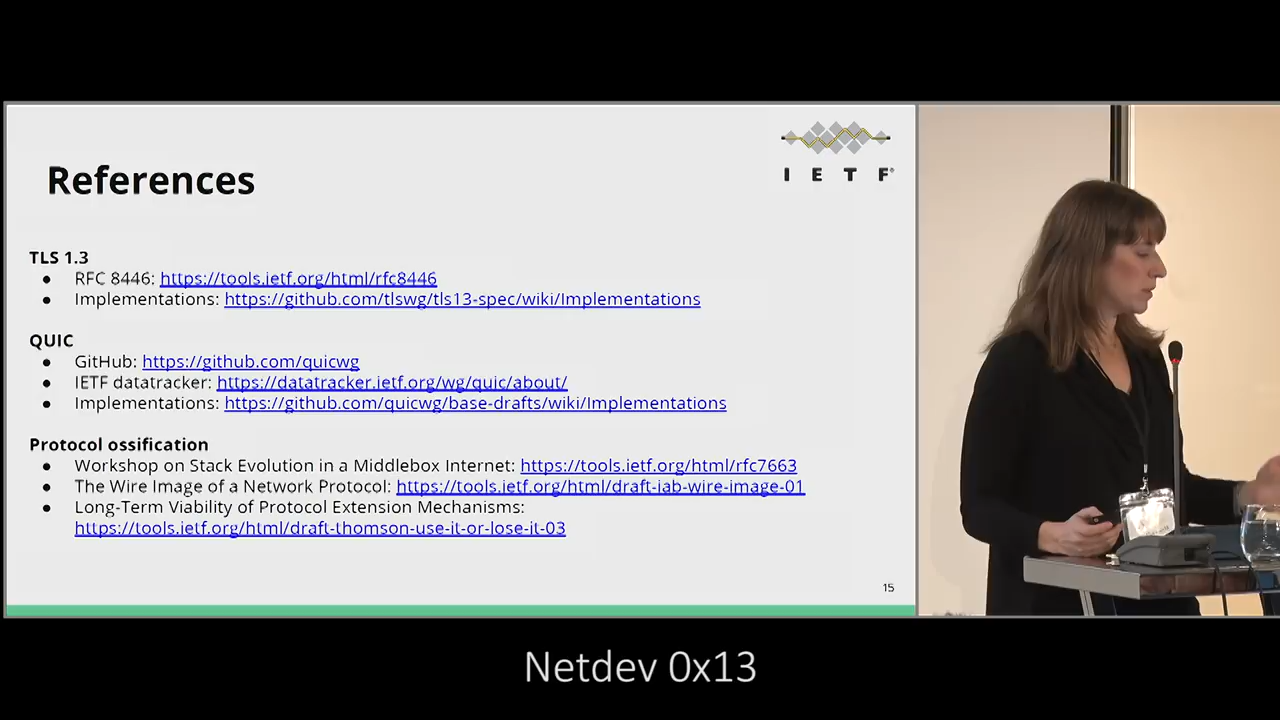 IETF®
References
TLS 1.3
● RFC 8446: https://tools.ietf.org/html/rfc8446
● Implementations: https://github.com/tlswg/tls13-spec/wiki/Implementations
QUIC
● GitHub: https://github.com/quicwg
● IETF datatracker: https://datatracker.ietf.org/wg/quic/about/
● Implementations: https://github.com/quicwg/base-drafts/wiki/Implementations
Protocol ossification
● Workshop on Stack Evolution in a Middlebox Internet: https://tools.ietf.org/html/rfc7663
● The Wire Image of a Network Protocol: https://tools.ietf.org/html/draft-iab-wire-image-01
● Long-Term Viability of Protocol Extension Mechanisms:
https://tools.ietf.org/html/draft-thomson-use-it-or-lose-it-03
15
Netdev 0x13